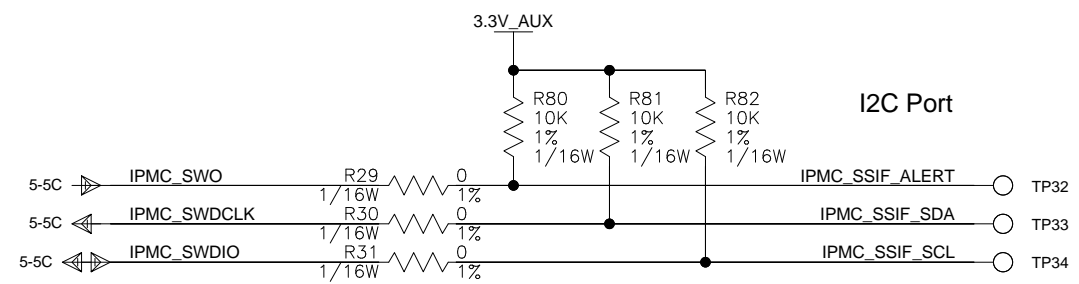 3.3V_AUX
R80
10K
1%
1/16W
R81
10K
1%
1/16W
R82
10K
1%
1/16W
I2C Port
5-5C
IPMC_SWO
R29
1/16W
0
1%
IPMC_SSIF_ALERT
TP32
5-5C
IPMC_SWDCLK
R30
1/16W
0
1%
IPMC_SSIF_SDA
TP33
5-5C
IPMC_SWDIO
R31
1/16W
0
1%
IPMC_SSIF_SCL
TP34